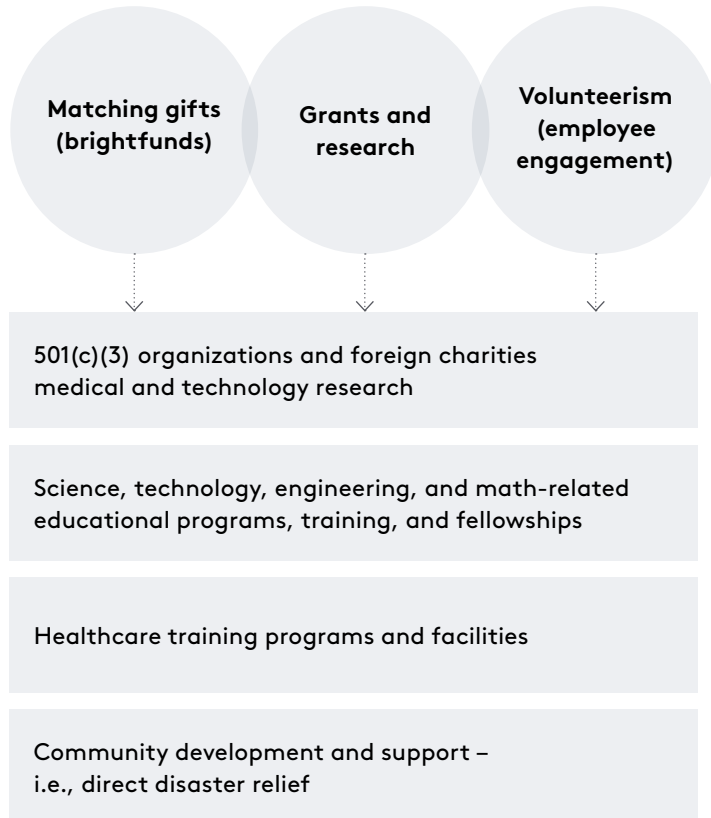 Matching gifts
(brightfunds)
Grants and
research
Volunteerism
(employee
engagement)
501(c)(3) organizations and foreign charities
medical and technology research
Science, technology, engineering, and math-related
educational programs, training, and fellowships
Healthcare training programs and facilities
Community development and support –
i.e., direct disaster relief